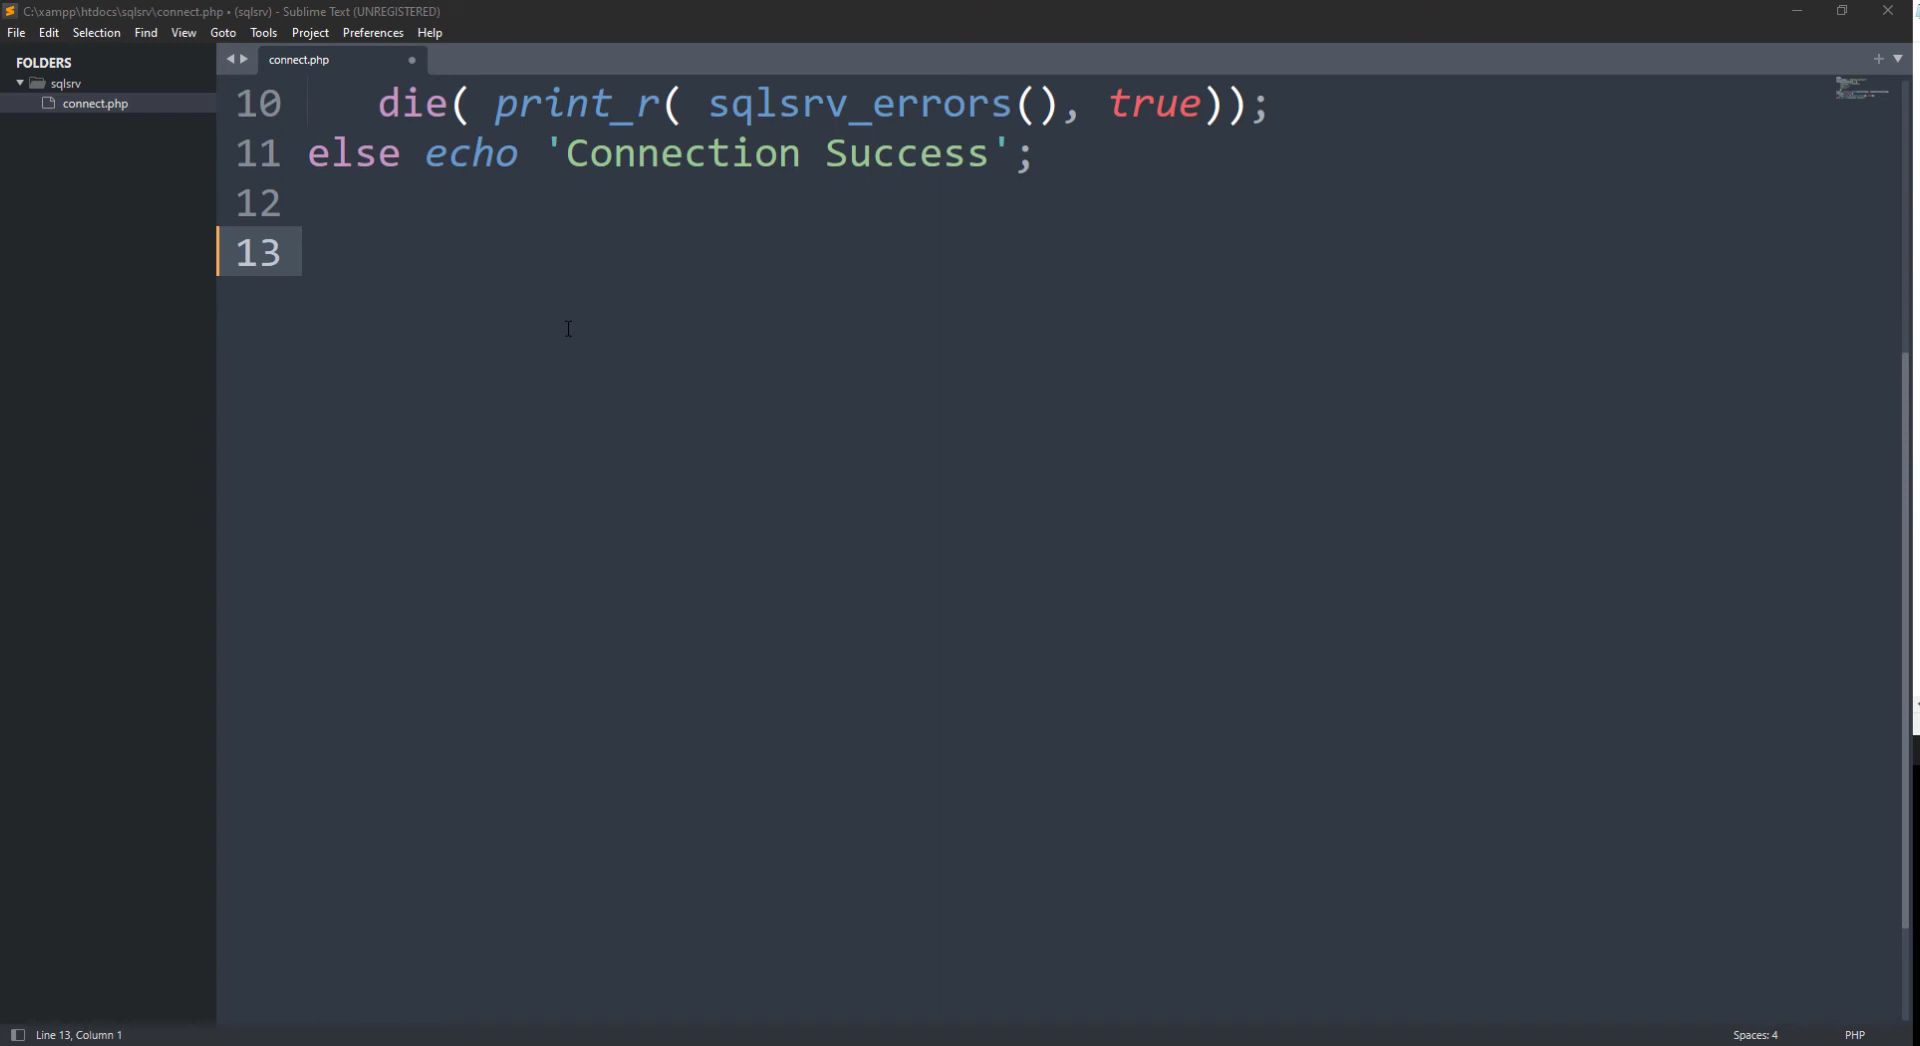 C:\xampp\htdocs\sqlsrv\connect.php • (sqlsrv) - Sublime Text (UNREGISTERED)
File Edit Selection Find View Goto Tools Project Preferences Help
FOLDERS
sqlsrv
connect.php
connect.php
10 die( print_r( sqlsrv_errors(), true));
11 else echo 'Connection Success';
12
13
Line 13, Column 1
Spaces: 4
PHP